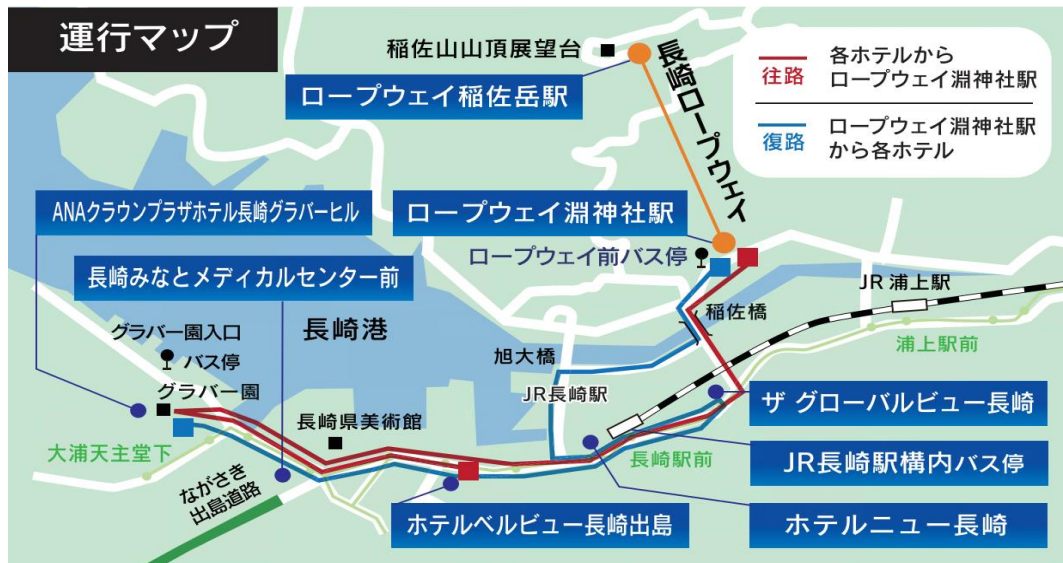 運行マップ
稲佐山山頂展望台
ロープウェイ稲佐岳駅
長崎ロープウェイ
往路
各ホテルから
ロープウェイ淵神社駅
復路
ロープウェイ淵神社駅
から各ホテル
ANAクラウンプラザホテル長崎グラバーヒル
ロープウェイ淵神社駅
ロープウェイ前バス停
長崎みなとメディカルセンター前
JR浦上駅
稲佐橋
グラバー園入口
バス停
長崎港
旭大橋
浦上駅前
グラバー園
JR長崎駅
ザ グローバルビュー長崎
長崎県美術館
大浦天主堂下
長崎駅前
JR長崎駅構内バス停
ながさき
出島道路
ホテルベルビュー長崎出島
ホテルニュー長崎